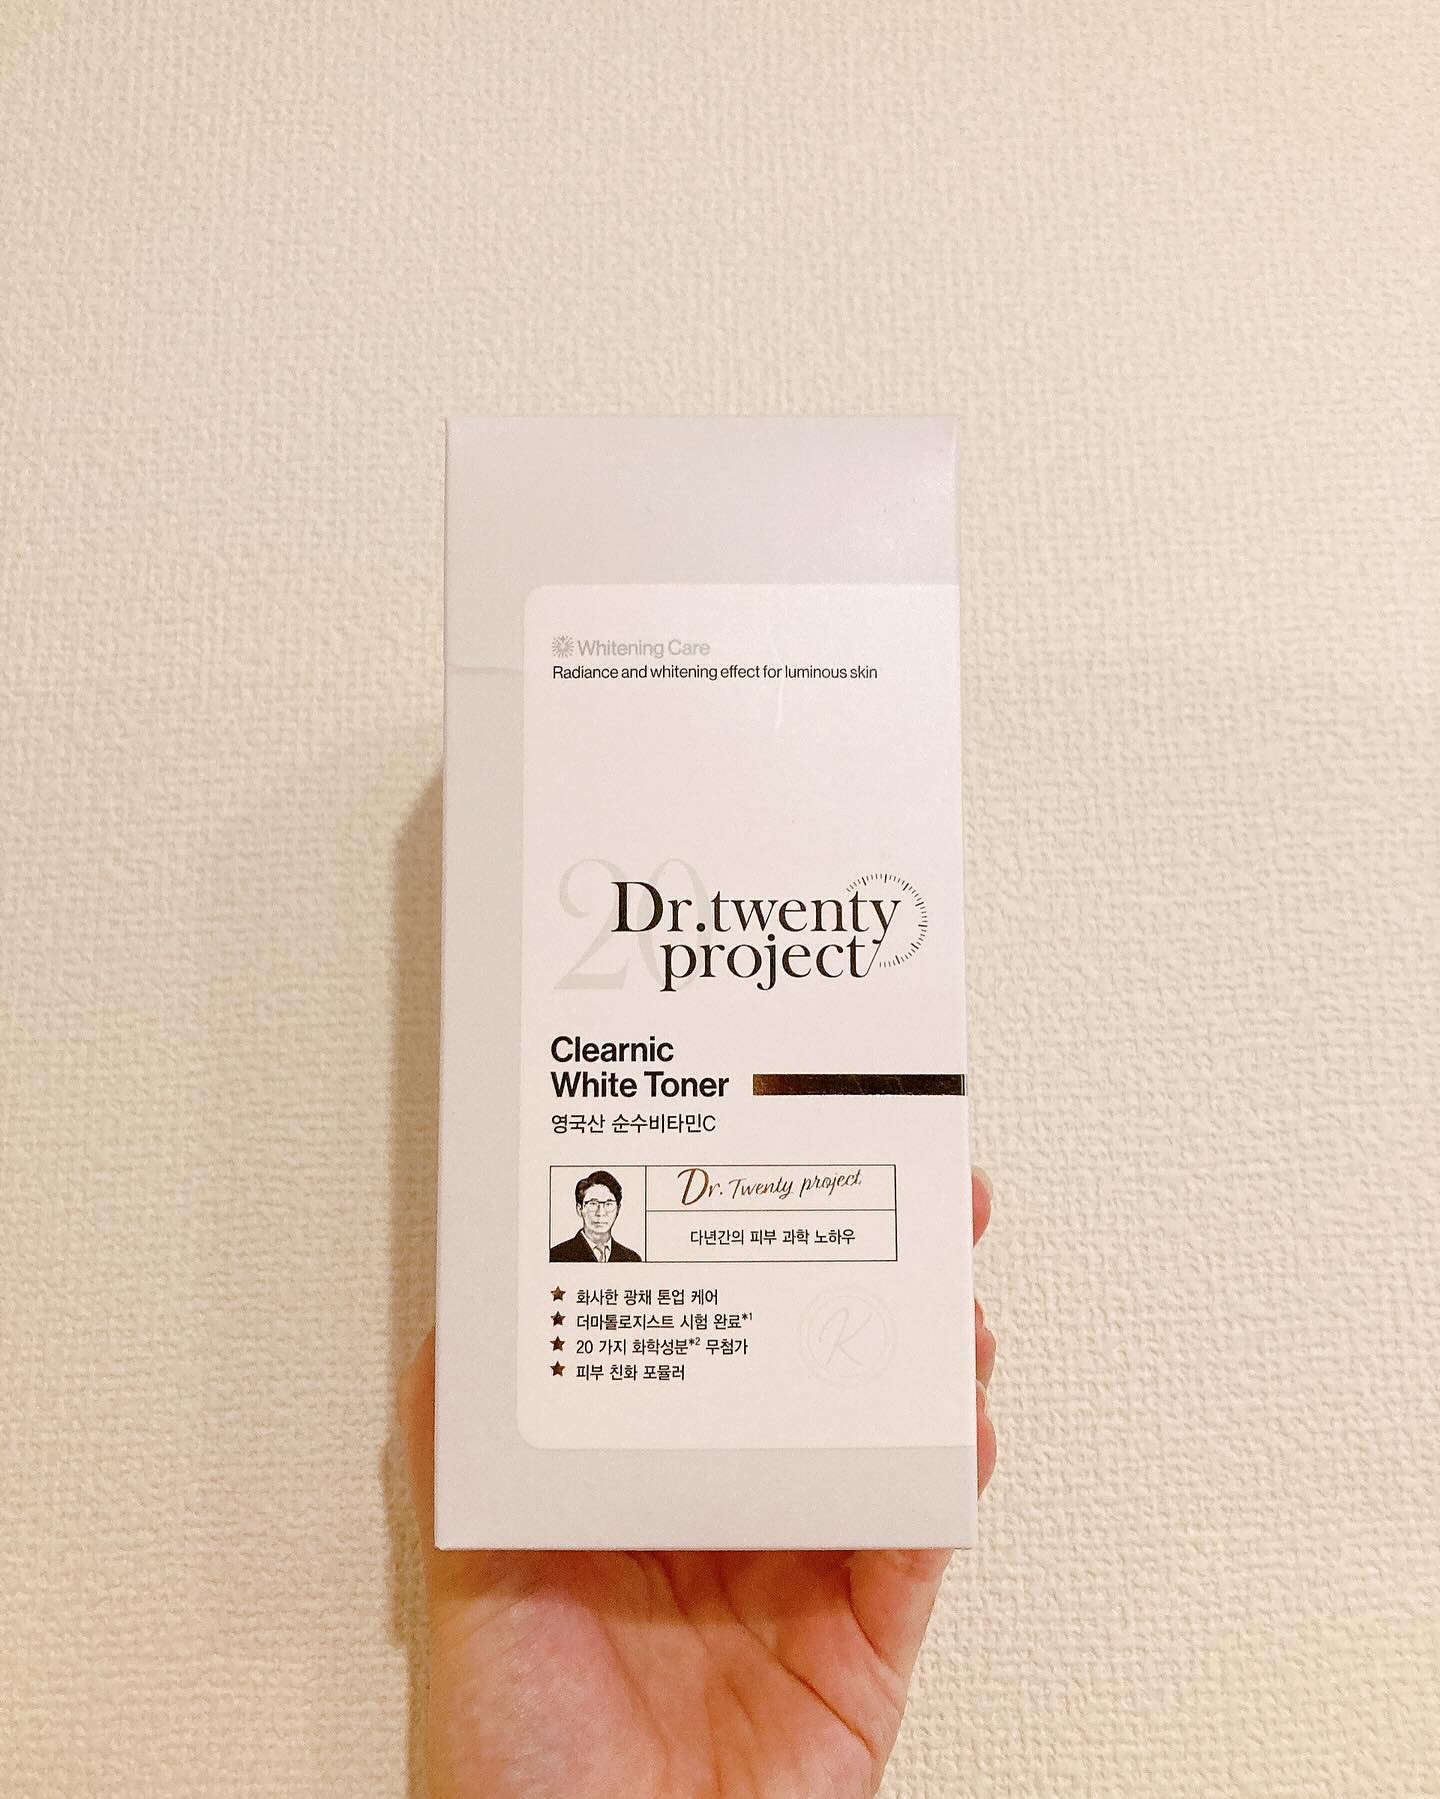 Whitening Care
Radiance and whitening effect for luminous skin
20
Dr.twenty
project
Clearnic
White Toner
영국산 순수비타민C
Dr. Twenty project.
다년간의 피부 과학 노하우
★ 화사한 광채 톤업 케어
★ 더마톨로지스트 시험 완료*1
★ 20 가지 화학성분*2 무첨가
★ 피부 친화 포뮬러
K